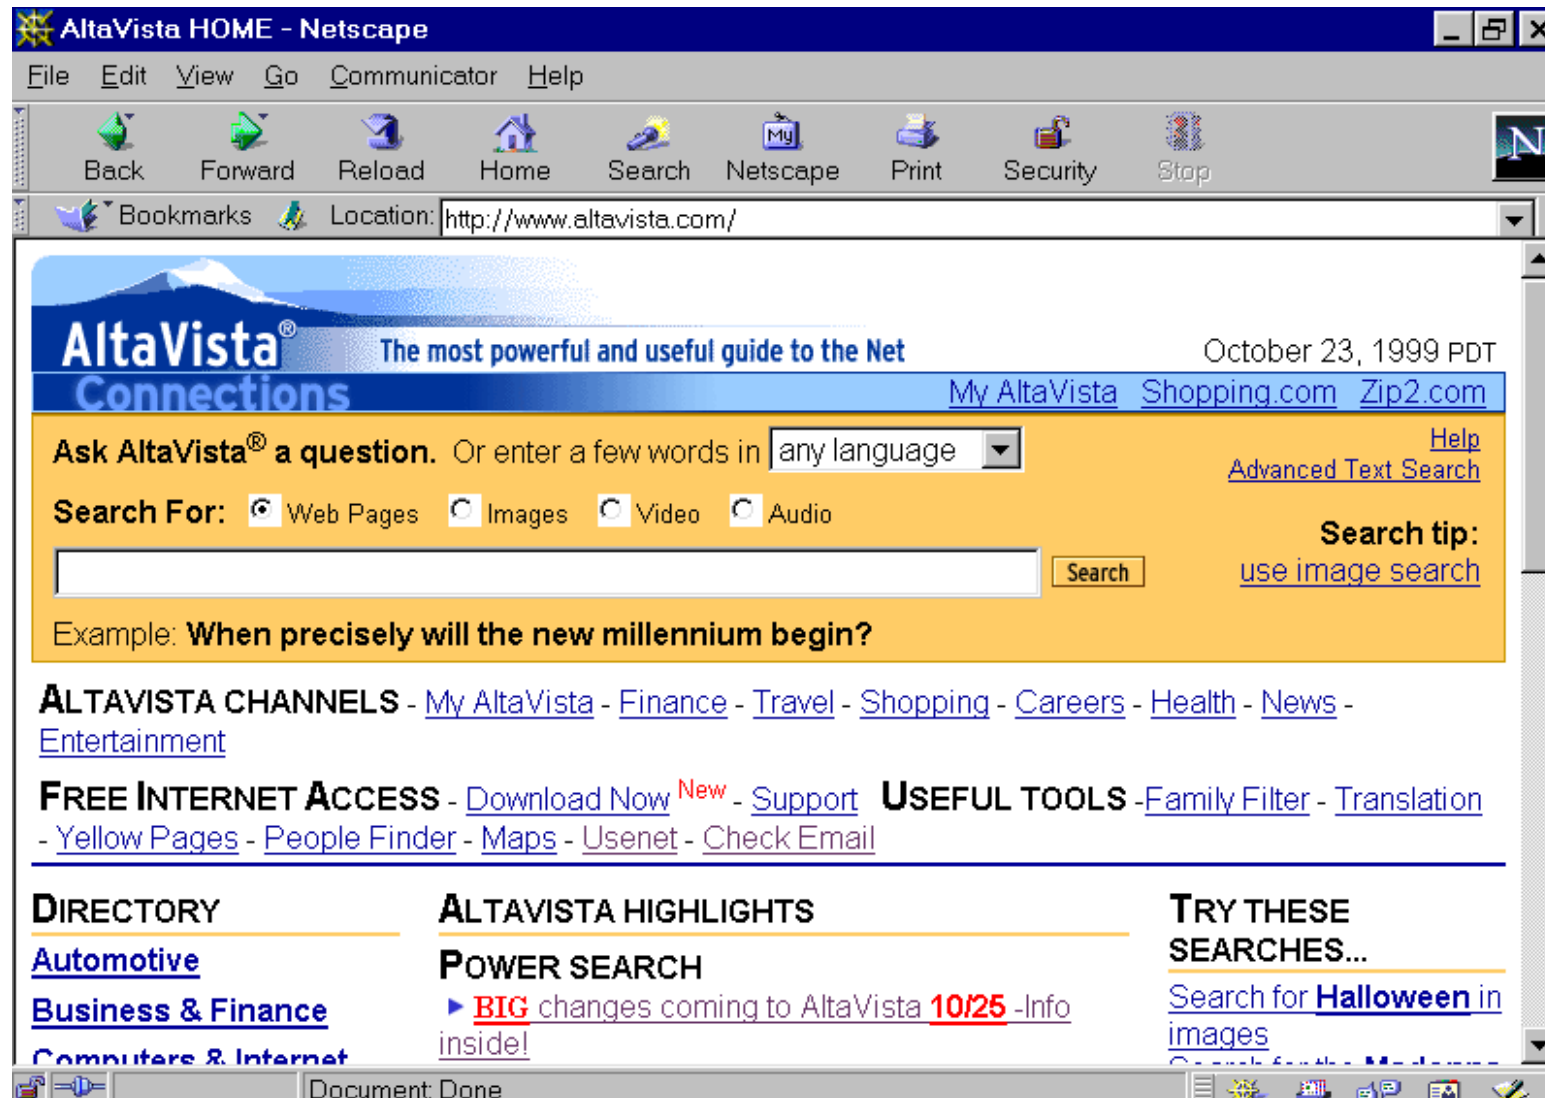 AltaVista HOME - Netscape
File Edit View Go Communicator Help
My N
Back Forward Reload Home Search Netscape Print Security Stop
Bookmarks Location: http://www.altavista.com/
AltaVista® The most powerful and useful guide to the Net October 23, 1999 PDT
Connections My AltaVista Shopping.com Zip2.com
Ask AltaVista® a question. Or enter a few words in any language Help
Advanced Text Search
Search For: Web Pages Images Video Audio
Search tip:
Search use image search
Example: When precisely will the new millennium begin?
ALTAVISTA CHANNELS - My AltaVista - Finance - Travel - Shopping - Careers - Health - News -
Entertainment
FREE INTERNET ACCESS - Download Now New - Support USEFUL TOOLS -Family Filter - Translation
- Yellow Pages - People Finder - Maps - Usenet - Check Email
DIRECTORY
Automotive
Business & Finance
Computers & Internet
ALTAVISTA HIGHLIGHTS
POWER SEARCH
BIG changes coming to AltaVista 10/25 -Info
inside!
TRY THESE
SEARCHES...
Search for Halloween in
images
Search for the Madonna
Document: Done